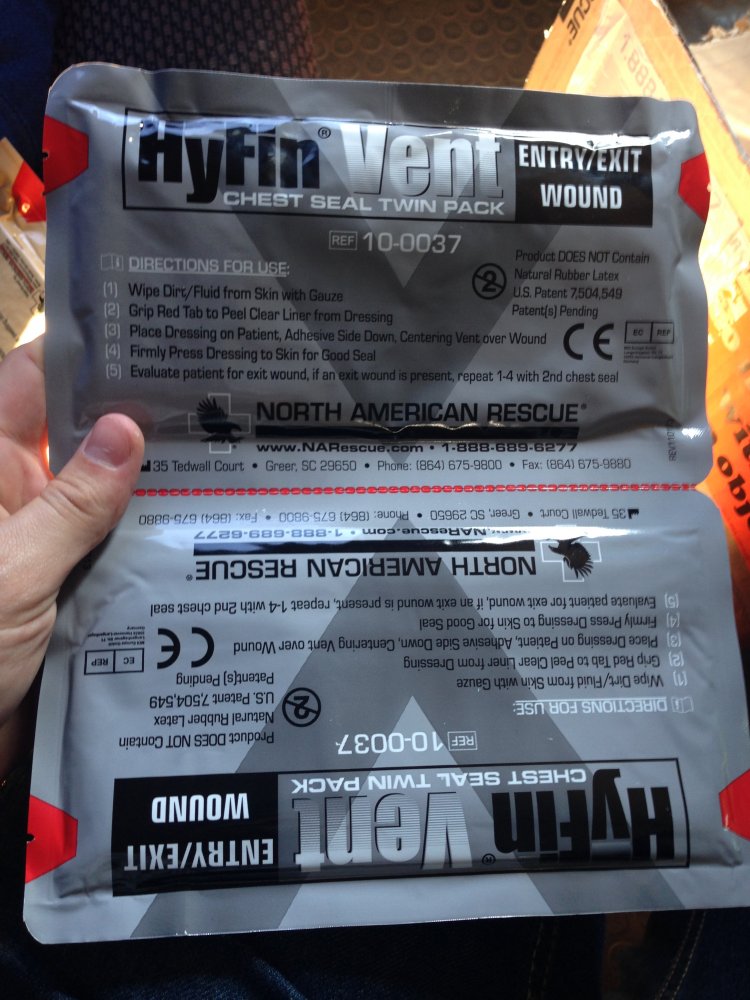 HyFin® Vent
CHEST SEAL TWIN PACK
ENTRY/EXIT
WOUND
REF 10-0037
DIRECTIONS FOR USE:
(1) Wipe Dirt/Fluid from Skin with Gauze
(2) Grip Red Tab to Peel Clear Liner from Dressing
(3) Place Dressing on Patient, Adhesive Side Down, Centering Vent over Wound
(4) Firmly Press Dressing to Skin for Good Seal
(5) Evaluate patient for exit wound, if an exit wound is present, repeat 1-4 with 2nd chest seal
2
Product DOES NOT Contain
Natural Rubber Latex
U.S. Patent 7,504,549
Patent(s) Pending
CE
EC REP
NORTH AMERICAN RESCUE®
www.NARescue.com • 1-888-689-6277
35 Tedwall Court • Greer, SC 29650 • Phone: (864) 675-9800 • Fax: (864) 675-9880
HyFin® Vent
CHEST SEAL TWIN PACK
ENTRY/EXIT
WOUND
REF 10-0037
DIRECTIONS FOR USE:
(1) Wipe Dirt/Fluid from Skin with Gauze
(2) Grip Red Tab to Peel Clear Liner from Dressing
(3) Place Dressing on Patient, Adhesive Side Down, Centering Vent over Wound
(4) Firmly Press Dressing to Skin for Good Seal
(5) Evaluate patient for exit wound, if an exit wound is present, repeat 1-4 with 2nd chest seal
2
Product DOES NOT Contain
Natural Rubber Latex
U.S. Patent 7,504,549
Patent(s) Pending
CE
EC REP
NORTH AMERICAN RESCUE®
www.NARescue.com • 1-888-689-6277
35 Tedwall Court • Greer, SC 29650 • Phone: (864) 675-9800 • Fax: (864) 675-9880